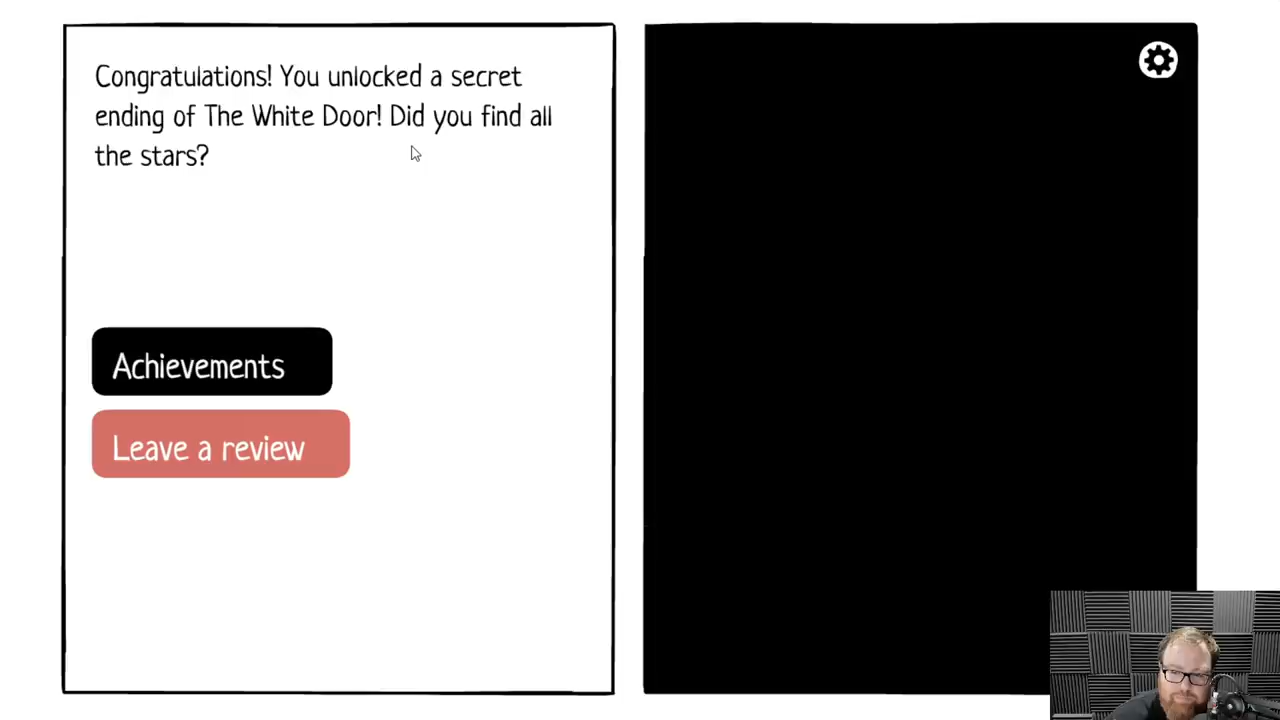 Congratulations! You unlocked a secret
ending of The White Door! Did you find all
the stars?
Achievements
Leave a review